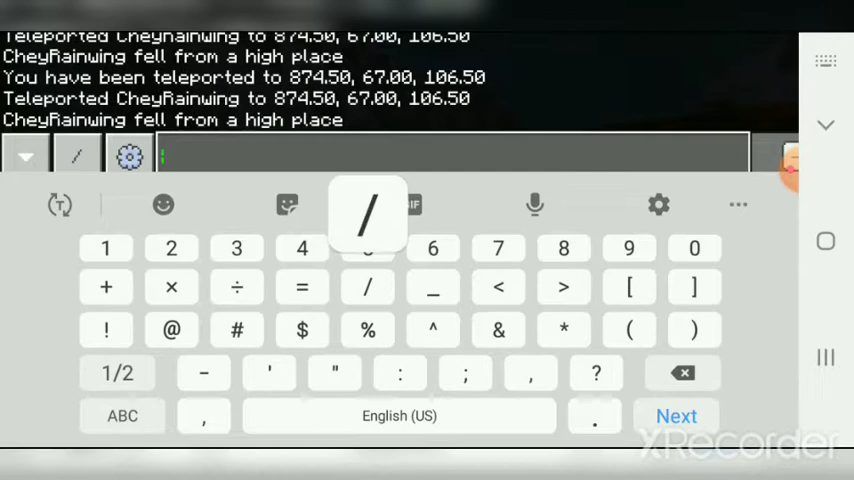 Teleported CheyRainwing to 874.50, 67.00, 106.50
CheyRainwing fell from a high place
You have been teleported to 874.50, 67.00, 106.50
Teleported CheyRainwing to 874.50, 67.00, 106.50
CheyRainwing fell from a high place
/
T / GIF
1 2 3 4 6 7 8 9 0
+ × ÷ = / _ < > [ ]
! @ # $ % ^ & * ( )
1/2 - ' " : ; , ?
ABC , English (US) . Next
XRecorder